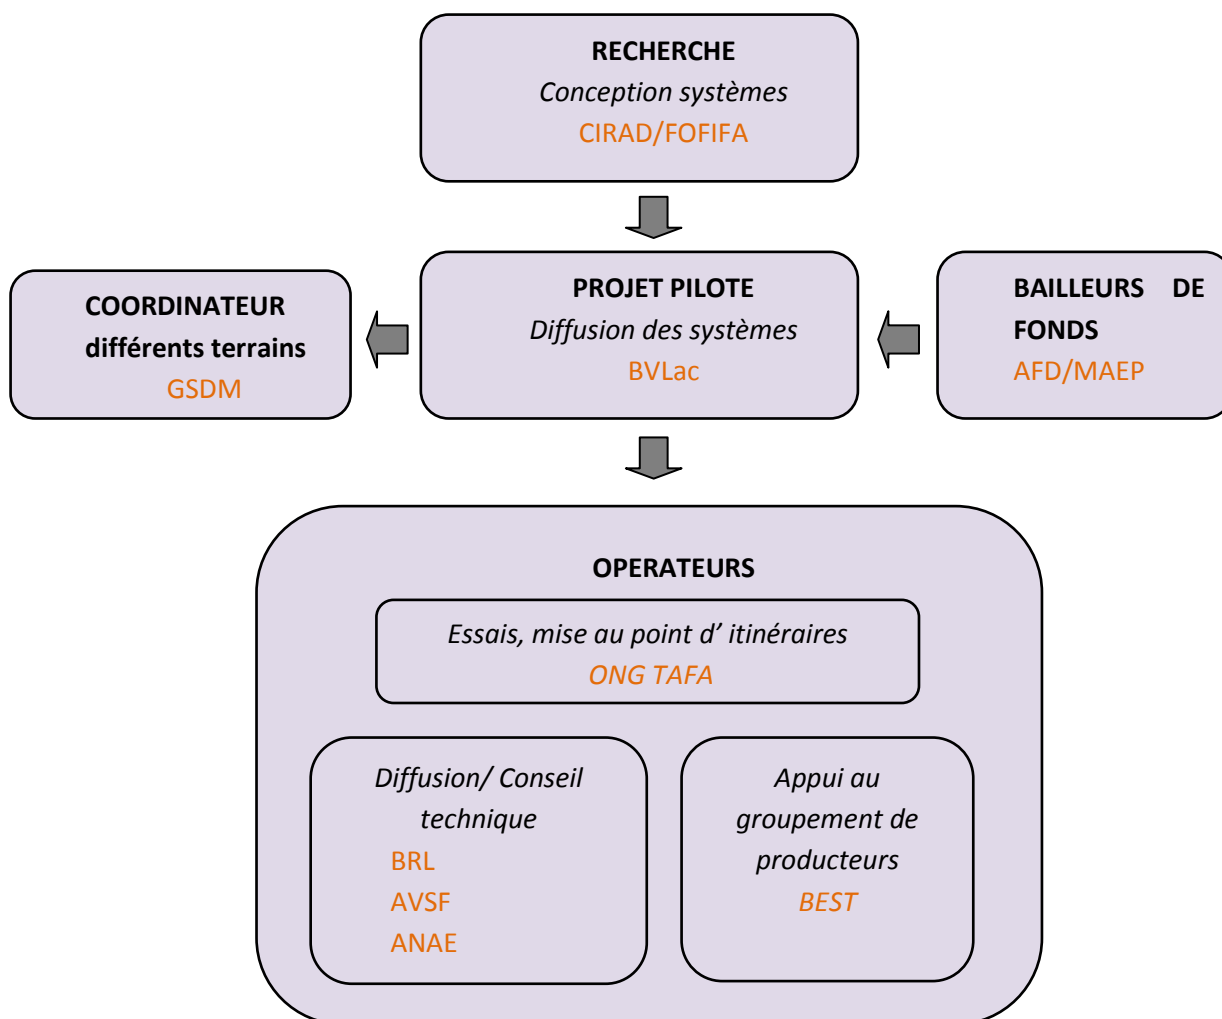 RECHERCHE
Conception systèmes
CIRAD/FOFIFA
COORDINATEUR
différents terrains
GSDM
PROJET PILOTE
Diffusion des systèmes
BVLac
BAILLEURS DE
FONDS
AFD/MAEP
OPERATEURS
Essais, mise au point d’ itinéraires
ONG TAFA
Diffusion/ Conseil
technique
BRL
AVSF
ANAE
Appui au
groupement de
producteurs
BEST